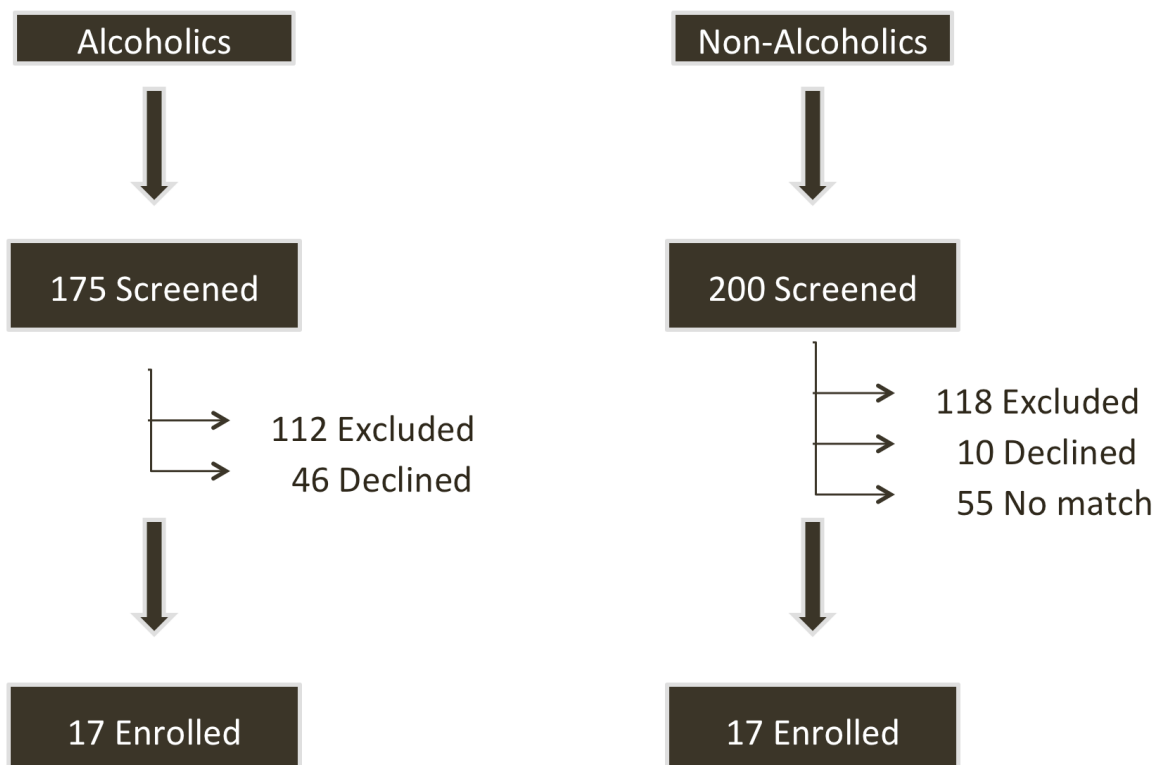 Alcoholics
175 Screened
112 Excluded
46 Declined
17 Enrolled
Non-Alcoholics
200 Screened
118 Excluded
10 Declined
55 No match
17 Enrolled